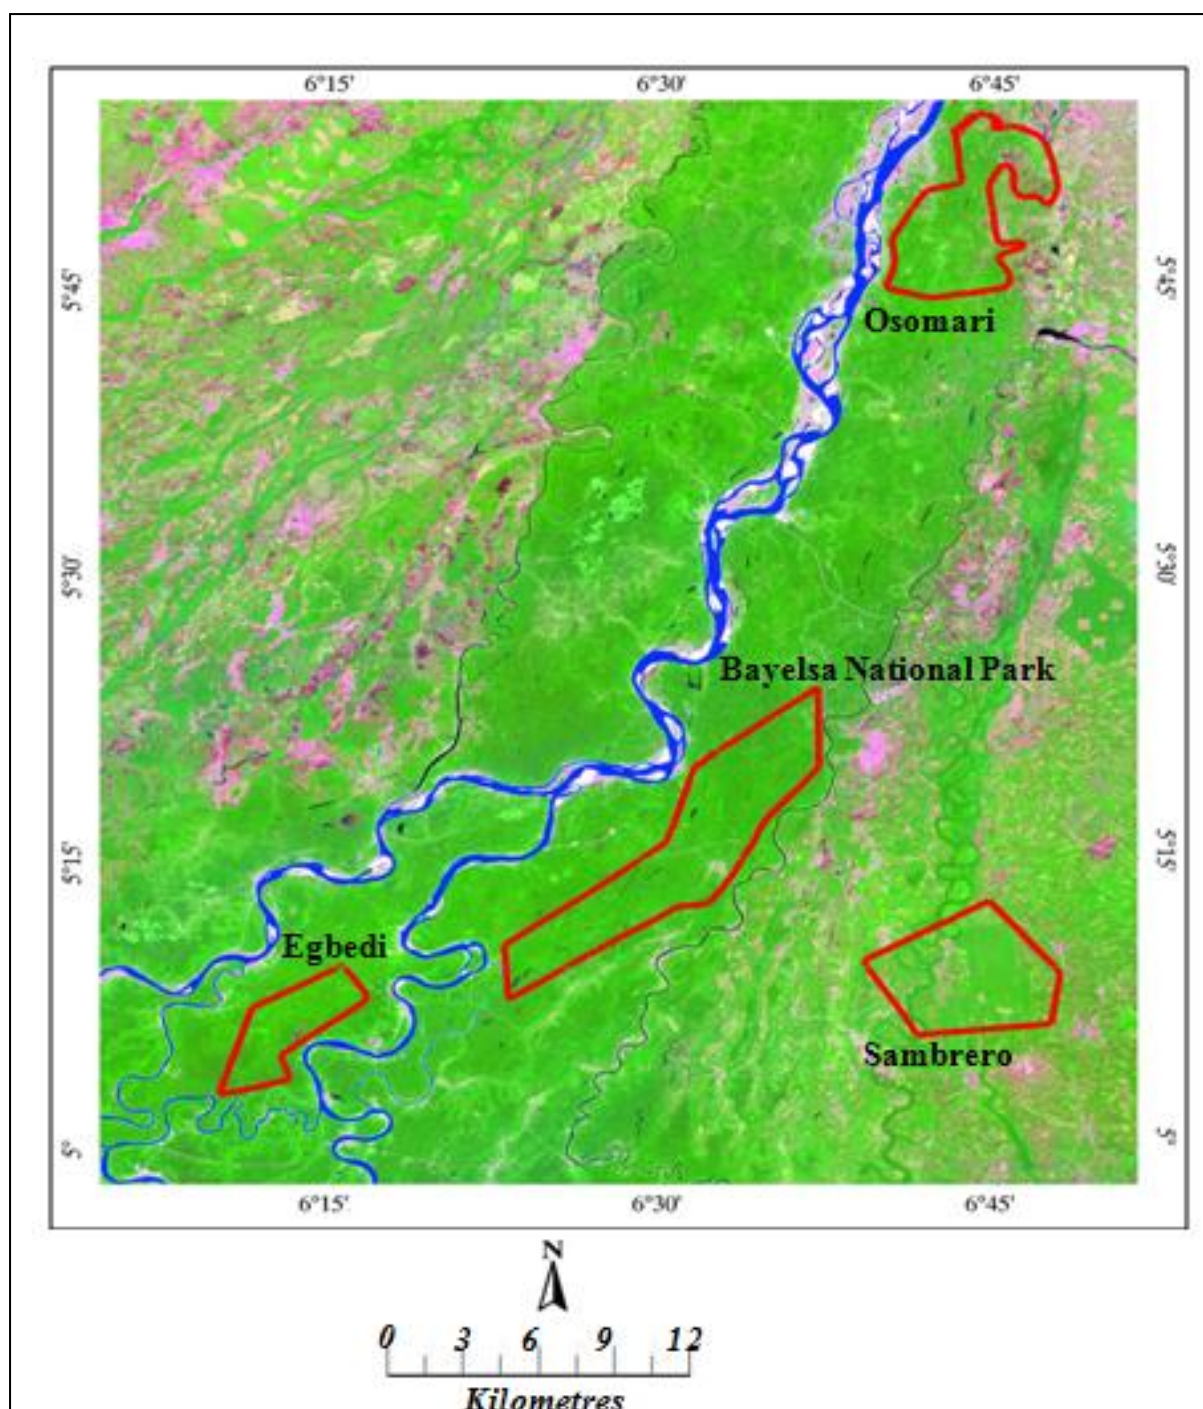 6°15' 6°30' 6°45'
5°45' 5°45'
Osomari
5°30' 5°30'
Bayelsa National Park
5°15' 5°15'
Egbedi
Sambrero
5° 5°
6°15' 6°30' 6°45'
N
0 3 6 9 12
Kilometres